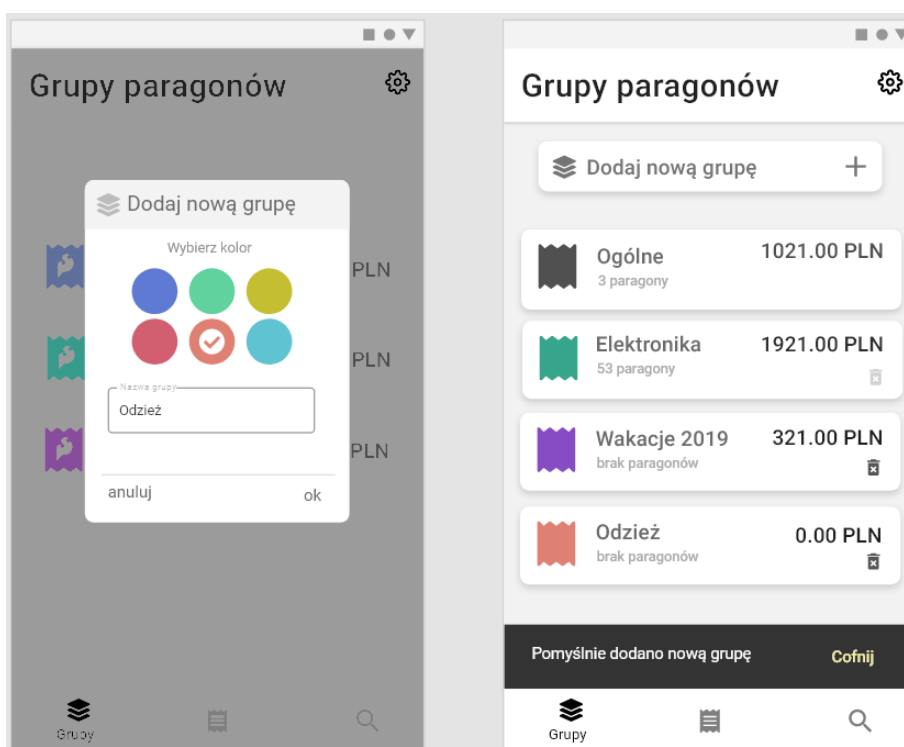 Grupy paragonów
Dodaj nową grupę
Wybierz kolor
PLN
PLN
Nazwa grupy
Odzież
PLN
anuluj
ok
Grupy
Grupy paragonów
Dodaj nową grupę
Ogólne
1021.00 PLN
3 paragony
Elektronika
1921.00 PLN
53 paragony
Wakacje 2019
321.00 PLN
brak paragonów
Odzież
0.00 PLN
brak paragonów
Pomyślnie dodano nową grupę
Cofnij
Grupy